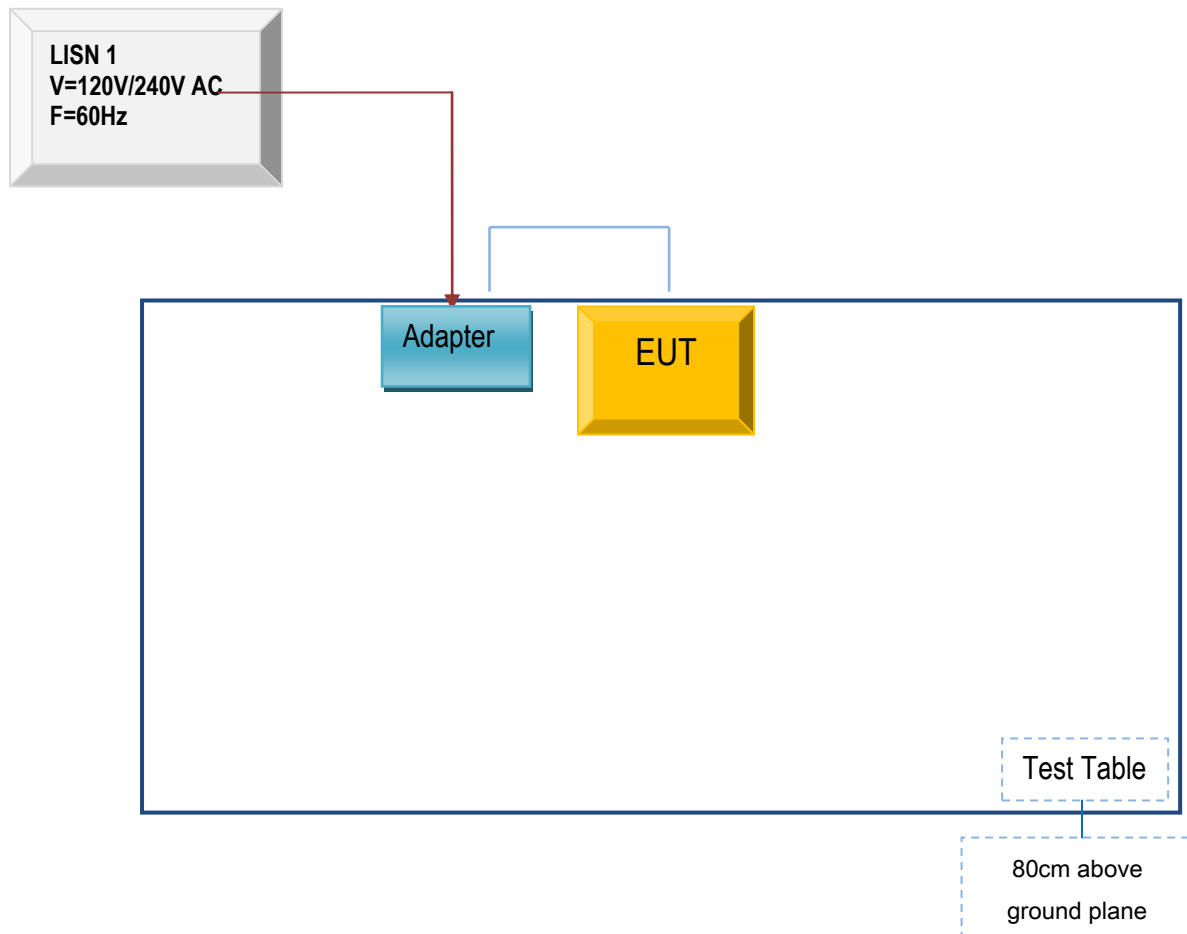 LISN 1
V=120V/240V AC
F=60Hz
Adapter
EUT
Test Table
80cm above
ground plane